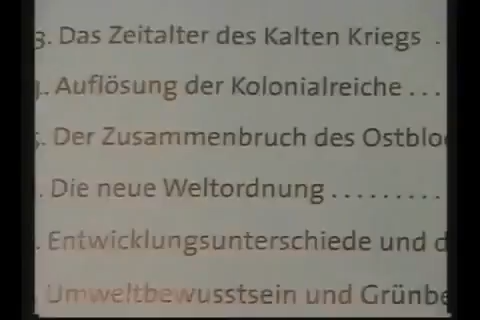 3. Das Zeitalter des Kalten Kriegs .
. Auflösung der Kolonialreiche ...
. Der Zusammenbruch des Ostblo
. Die neue Weltordnung .........
. Entwicklungsunterschiede und d
Umweltbewusstsein und Grünbe